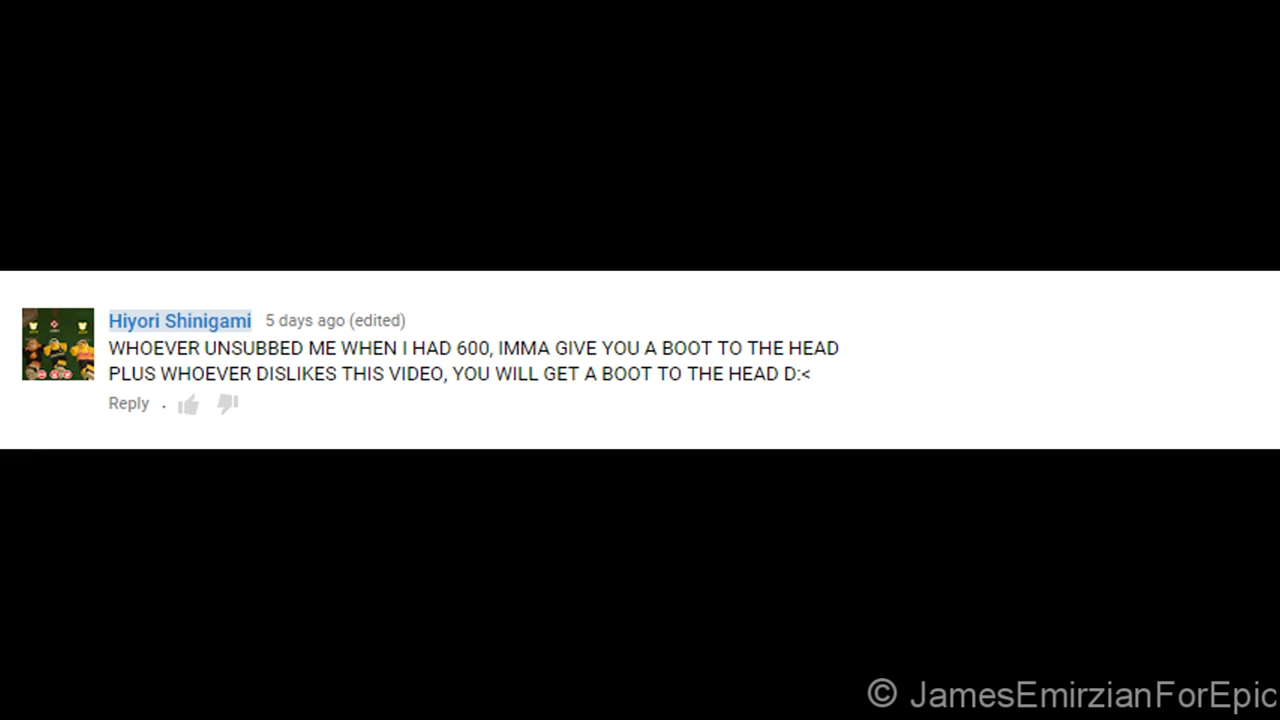 Hiyori Shinigami 5 days ago (edited)
WHOEVER UNSUBBED ME WHEN I HAD 600, IMMA GIVE YOU A BOOT TO THE HEAD
PLUS WHOEVER DISLIKES THIS VIDEO, YOU WILL GET A BOOT TO THE HEAD D:<
Reply .
© JamesEmirzianForEpic